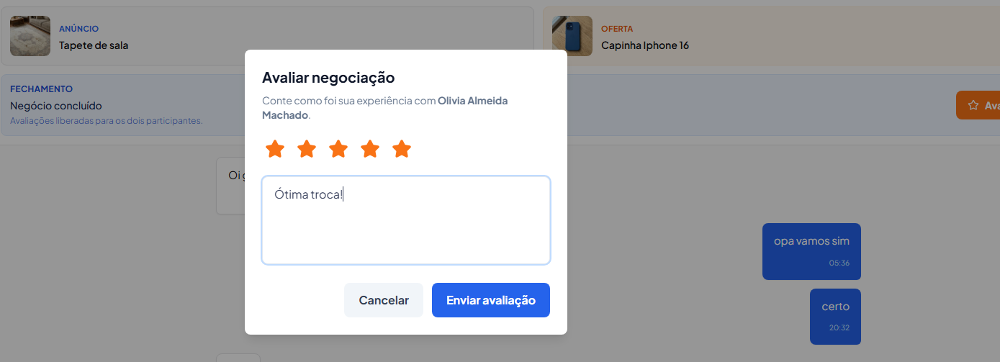 ANÚNCIO
Tapete de sala
OFERTA
Capinha Iphone 16
FECHAMENTO
Negócio concluído
Avaliações liberadas para os dois participantes.
Avaliar negociação
Conte como foi sua experiência com Olivia Almeida
Machado.
Ótima troca!
Cancelar
Enviar avaliação
Oi
opa vamos sim
05:36
certo
20:32